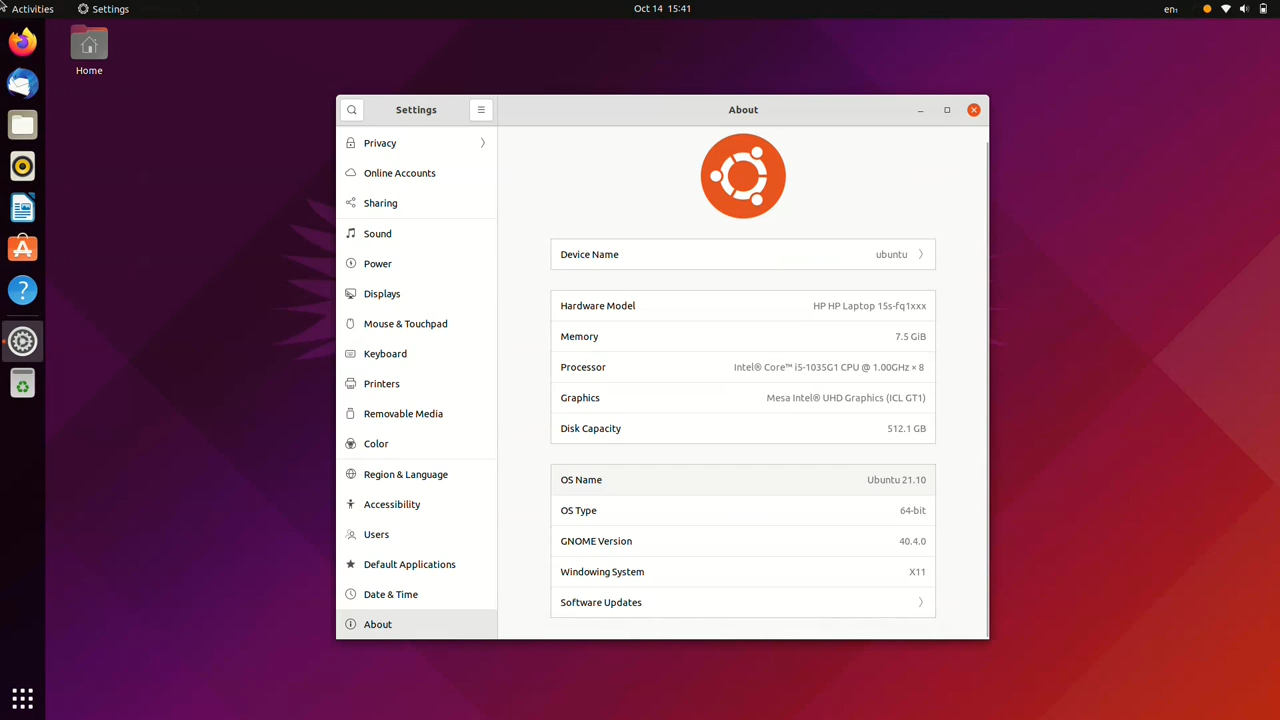 Activities
Settings
Oct 14 15:41
en₁
Home
Settings
About
Privacy
Online Accounts
Sharing
Sound
Power
Displays
Mouse & Touchpad
Keyboard
Printers
Removable Media
Color
Region & Language
Accessibility
Users
Default Applications
Date & Time
About
Device Name ubuntu
Hardware Model HP HP Laptop 15s-fq1xxx
Memory 7.5 GiB
Processor Intel® Core™ i5-1035G1 CPU @ 1.00GHz × 8
Graphics Mesa Intel® UHD Graphics (ICL GT1)
Disk Capacity 512.1 GB
OS Name Ubuntu 21.10
OS Type 64-bit
GNOME Version 40.4.0
Windowing System X11
Software Updates